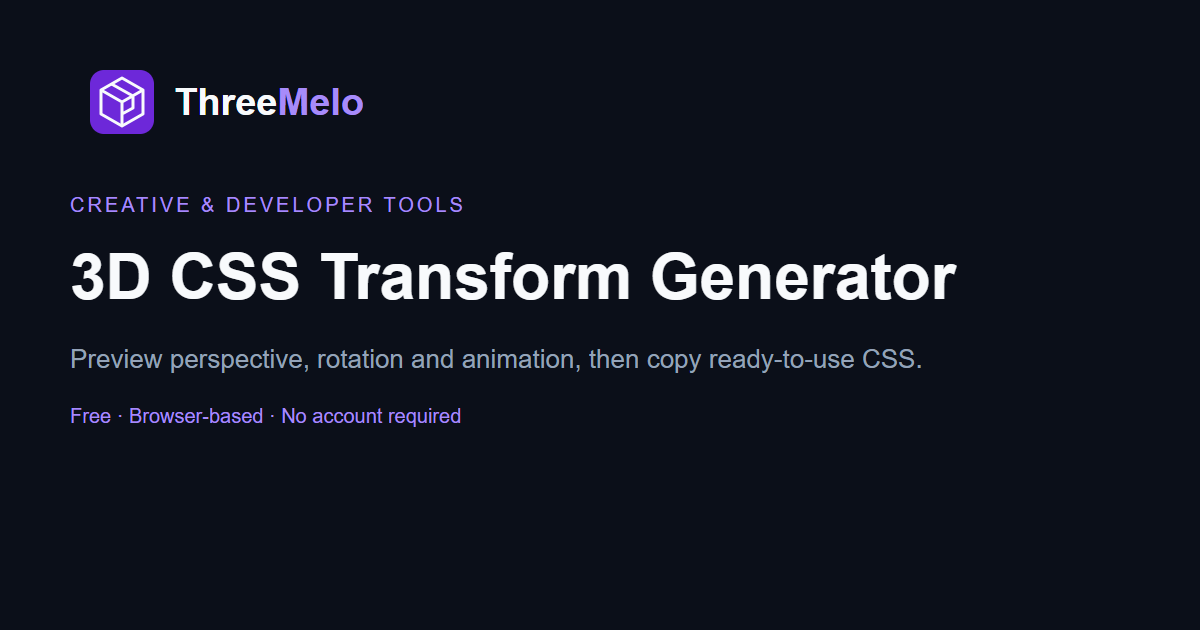 ThreeMelo
CREATIVE & DEVELOPER TOOLS
3D CSS Transform Generator
Preview perspective, rotation and animation, then copy ready-to-use CSS.
Free · Browser-based · No account required